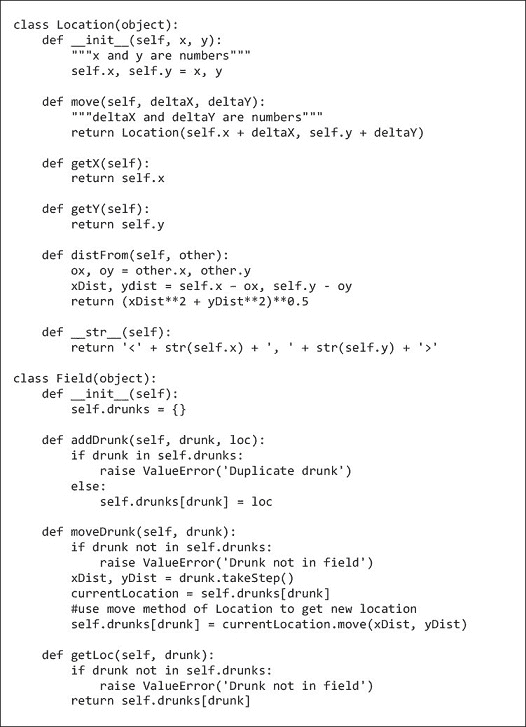 class Location(object):
    def __init__(self, x, y):
        """x and y are numbers"""
        self.x, self.y = x, y

    def move(self, deltaX, deltaY):
        """deltaX and deltaY are numbers"""
        return Location(self.x + deltaX, self.y + deltaY)

    def getX(self):
        return self.x

    def getY(self):
        return self.y

    def distFrom(self, other):
        ox, oy = other.x, other.y
        xDist, ydist = self.x – ox, self.y - oy
        return (xDist**2 + yDist**2)**0.5

    def __str__(self):
        return '<' + str(self.x) + ', ' + str(self.y) + '>'

class Field(object):
    def __init__(self):
        self.drunks = {}

    def addDrunk(self, drunk, loc):
        if drunk in self.drunks:
            raise ValueError('Duplicate drunk')
        else:
            self.drunks[drunk] = loc

    def moveDrunk(self, drunk):
        if drunk not in self.drunks:
            raise ValueError('Drunk not in field')
        xDist, yDist = drunk.takeStep()
        currentLocation = self.drunks[drunk]
        #use move method of Location to get new location
        self.drunks[drunk] = currentLocation.move(xDist, yDist)

    def getLoc(self, drunk):
        if drunk not in self.drunks:
            raise ValueError('Drunk not in field')
        return self.drunks[drunk]